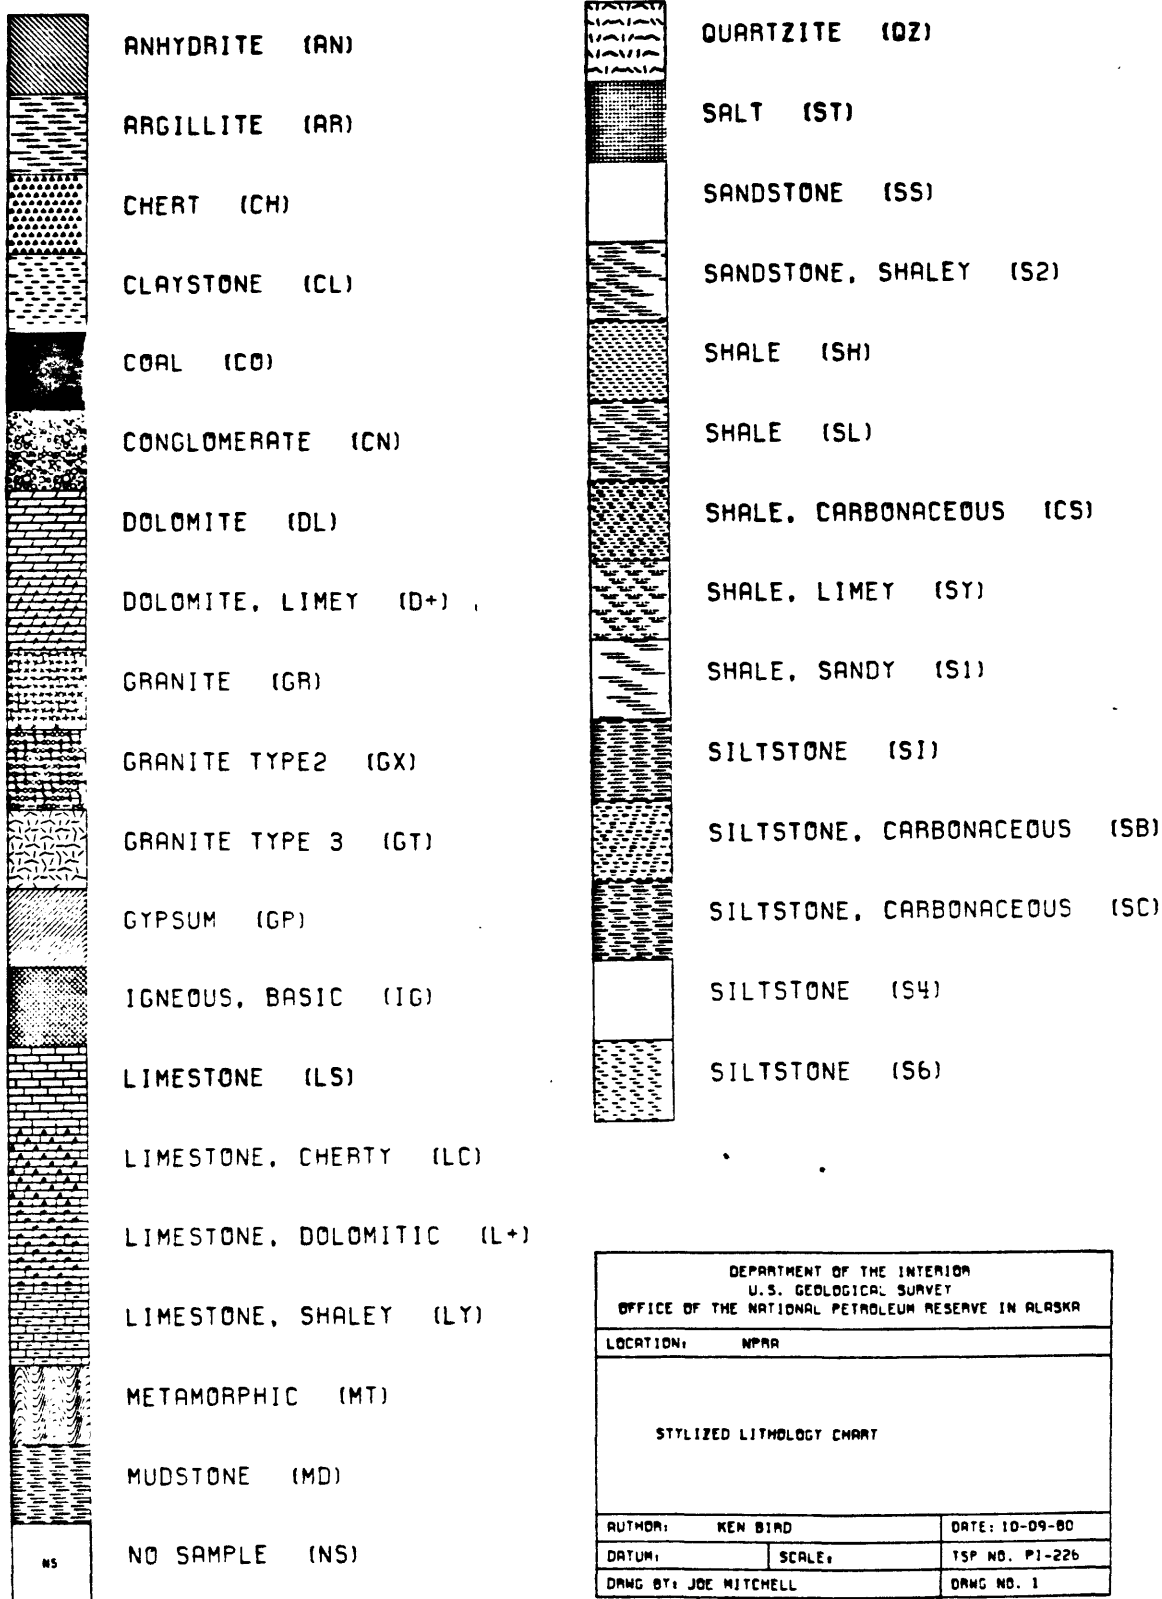 ANHYDRITE (AN)
ARGILLITE (AR)
CHERT (CH)
CLAYSTONE (CL)
COAL (CO)
CONGLOMERATE (CN)
DOLOMITE (DL)
DOLOMITE, LIMEY (D+)
GRANITE (GR)
GRANITE TYPE2 (GX)
GRANITE TYPE 3 (GT)
GYPSUM (GP)
IGNEOUS, BASIC (IG)
LIMESTONE (LS)
LIMESTONE, CHERTY (LC)
LIMESTONE, DOLOMITIC (L+)
LIMESTONE, SHALEY (LY)
METAMORPHIC (MT)
MUDSTONE (MD)
NS
NO SAMPLE (NS)
QUARTZITE (QZ)
SALT (ST)
SANDSTONE (SS)
SANDSTONE, SHALEY (S2)
SHALE (SH)
SHALE (SL)
SHALE, CARBONACEOUS (CS)
SHALE, LIMEY (SY)
SHALE, SANDY (S1)
SILTSTONE (SI)
SILTSTONE, CARBONACEOUS (SB)
SILTSTONE, CARBONACEOUS (SC)
SILTSTONE (S4)
SILTSTONE (S6)
DEPARTMENT OF THE INTERIOR
U.S. GEOLOGICAL SURVEY
OFFICE OF THE NATIONAL PETROLEUM RESERVE IN ALASKA
LOCATION: NPRA
STYLIZED LITHOLOGY CHART
AUTHOR: KEN BIRD
DATE: 10-09-80
DATUM:
SCALE:
TSP NO. PI-226
DRWG BY: JOE MITCHELL
DRWG NO. 1